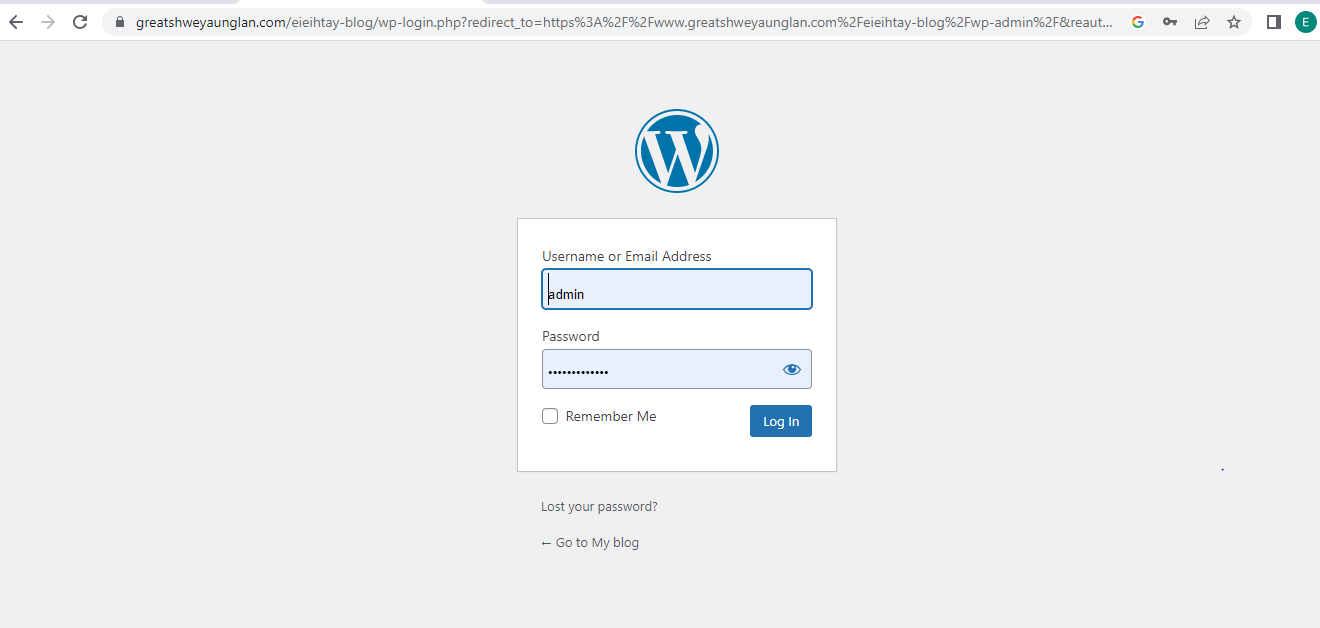 greatshweyaunglan.com/eieihtay-blog/wp-login.php?redirect_to=https%3A%2F%2Fwww.greatshweyaunglan.com%2Feieihtay-blog%2Fwp-admin%2F&reaut...
E
Username or Email Address
admin
Password
Remember Me
Log In
Lost your password?
← Go to My blog